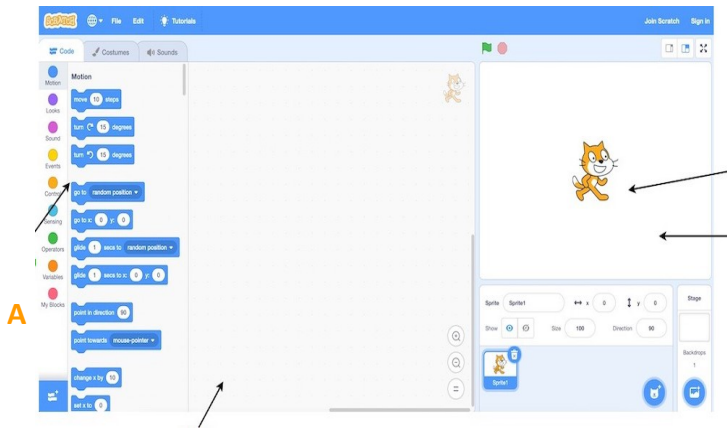 SCRATCH File Edit Tutorials Join Scratch Sign in
Code Costumes Sounds
Motion
Looks
Sound
Events
Control
Sensing
Operators
Variables
My Blocks
A
Motion
move 10 steps
turn 15 degrees
turn 15 degrees
go to random position
go to x: 0 y: 0
glide 1 secs to random position
glide 1 secs to x: 0 y: 0
point in direction 90
point towards mouse-pointer
change x by 10
set x to 0
Sprite Sprite1 x 0 y 0
Show Size 100 Direction 90
Sprite1
Stage
Backdrops
1